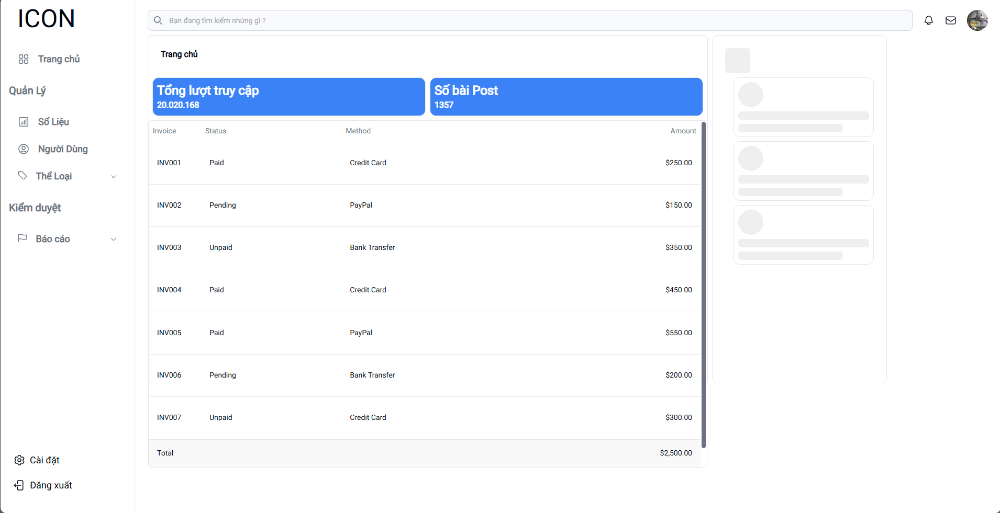 ICON
Trang chủ
Quản Lý
Số Liệu
Người Dùng
Thể Loại
Kiểm duyệt
Báo cáo
Cài đặt
Đăng xuất
Bạn đang tìm kiếm những gì ?
Trang chủ
Tổng lượt truy cập
20.020.168
Số bài Post
1357
Invoice Status Method Amount
INV001 Paid Credit Card $250.00
INV002 Pending PayPal $150.00
INV003 Unpaid Bank Transfer $350.00
INV004 Paid Credit Card $450.00
INV005 Paid PayPal $550.00
INV006 Pending Bank Transfer $200.00
INV007 Unpaid Credit Card $300.00
Total $2,500.00